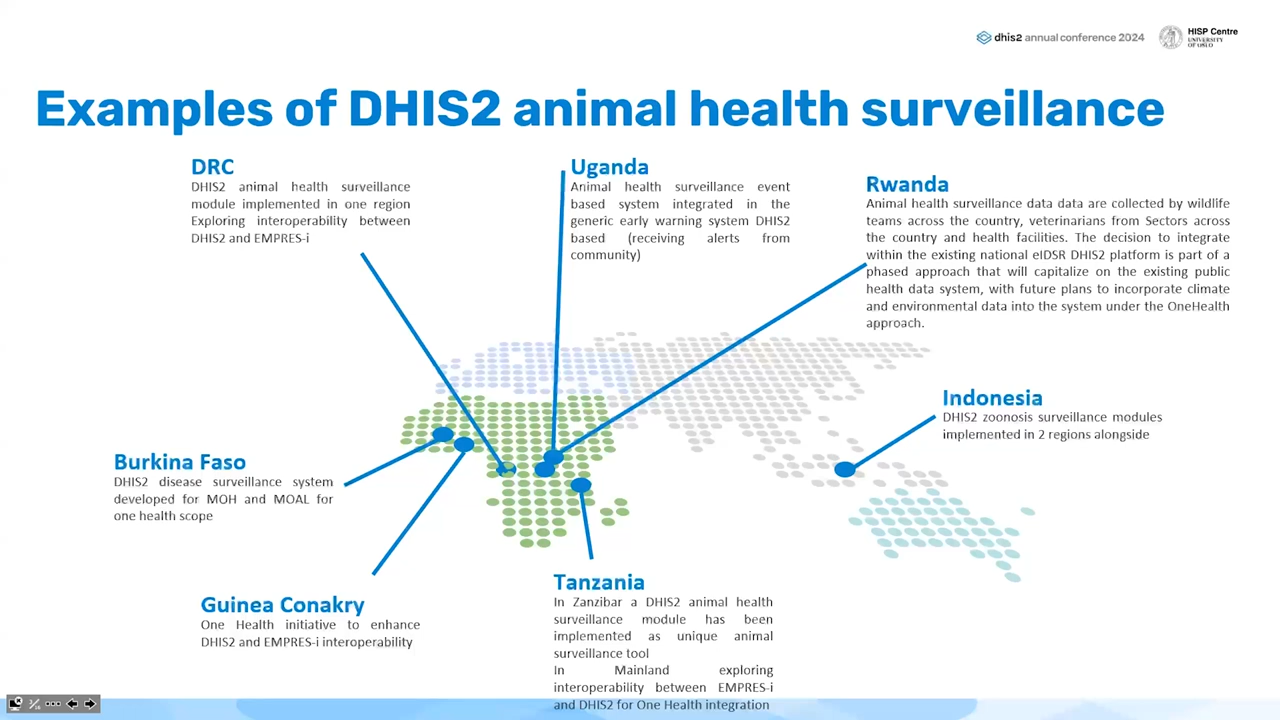 dhis2 annual conference 2024
HISP Centre
UNIVERSITY
OF OSLO
Examples of DHIS2 animal health surveillance
DRC
DHIS2 animal health surveillance
module implemented in one region
Exploring interoperability between
DHIS2 and EMPRES-i
Uganda
Animal health surveillance event
based system integrated in the
generic early warning system DHIS2
based (receiving alerts from
community)
Rwanda
Animal health surveillance data data are collected by wildlife
teams across the country, veterinarians from Sectors across
the country and health facilities. The decision to integrate
within the existing national eIDSR DHIS2 platform is part of a
phased approach that will capitalize on the existing public
health data system, with future plans to incorporate climate
and environmental data into the system under the OneHealth
approach.
Indonesia
DHIS2 zoonosis surveillance modules
implemented in 2 regions alongside
Burkina Faso
DHIS2 disease surveillance system
developed for MOH and MOAL for
one health scope
Guinea Conakry
One Health initiative to enhance
DHIS2 and EMPRES-i interoperability
Tanzania
In Zanzibar a DHIS2 animal health
surveillance module has been
implemented as unique animal
surveillance tool
In Mainland exploring
interoperability between EMPRES-i
and DHIS2 for One Health integration